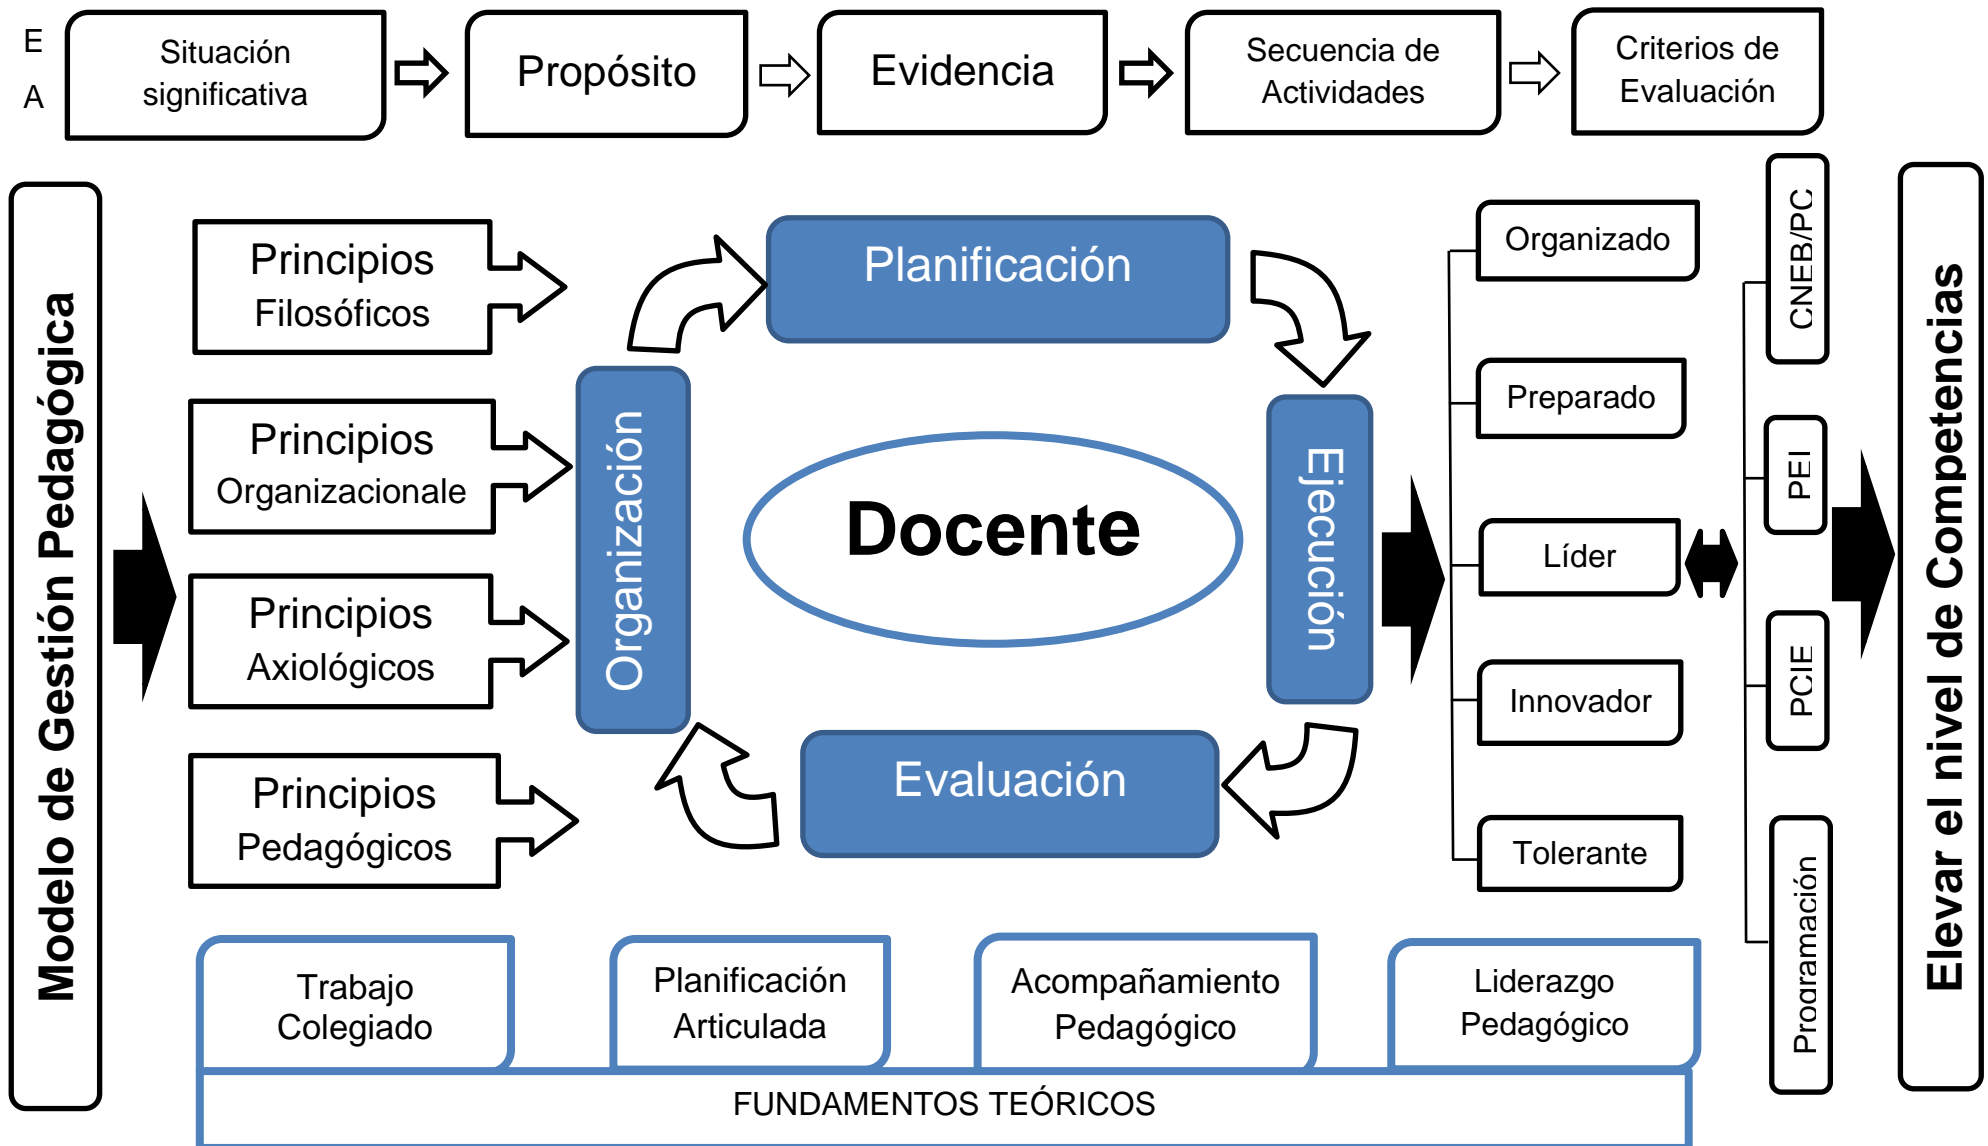 E
A
Situación
significativa
Propósito
Evidencia
Secuencia de
Actividades
Criterios de
Evaluación
Modelo de Gestión Pedagógica
Principios
Filosóficos
Principios
Organizacionale
Principios
Axiológicos
Principios
Pedagógicos
Organización
Planificación
Docente
Ejecución
Evaluación
Organizado
Preparado
Líder
Innovador
Tolerante
CNEB/PC
PEI
PCIE
Programación
Elevar el nivel de Competencias
Trabajo
Colegiado
Planificación
Articulada
Acompañamiento
Pedagógico
Liderazgo
Pedagógico
FUNDAMENTOS TEÓRICOS